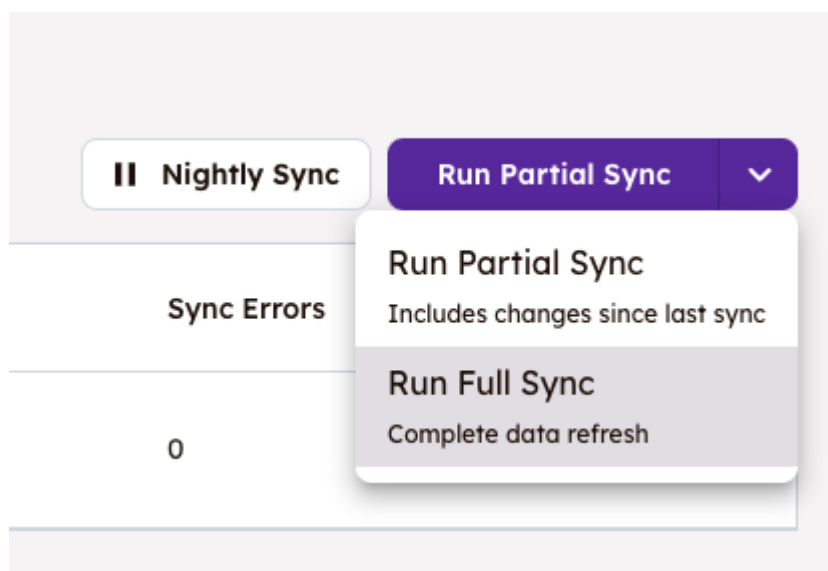 Nightly Sync
Run Partial Sync
Run Partial Sync
Includes changes since last sync
Sync Errors
Run Full Sync
Complete data refresh
0